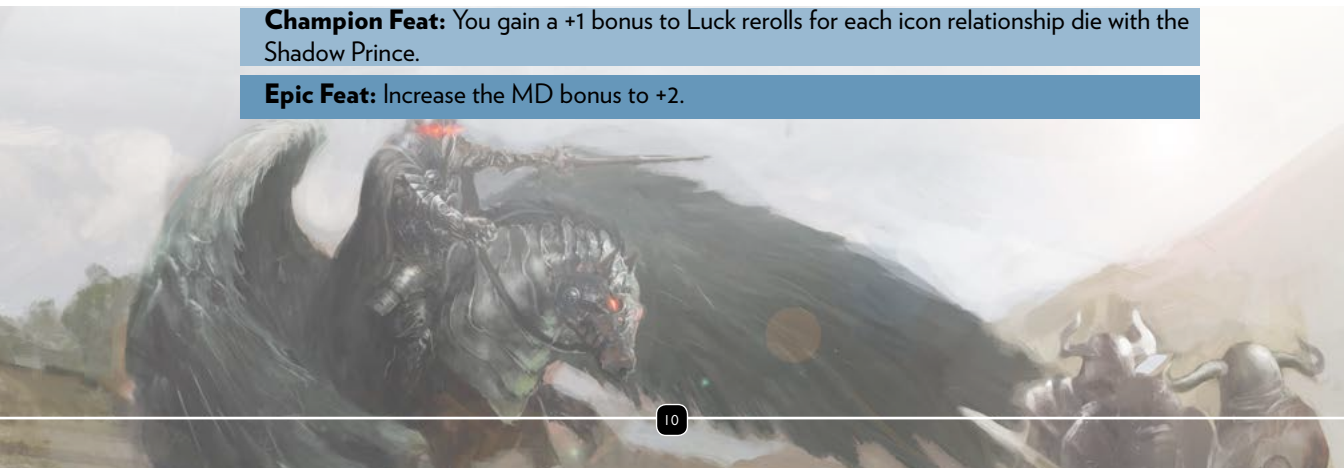 Champion Feat: You gain a +1 bonus to Luck rerolls for each icon relationship die with the
Shadow Prince.
Epic Feat: Increase the MD bonus to +2.
10